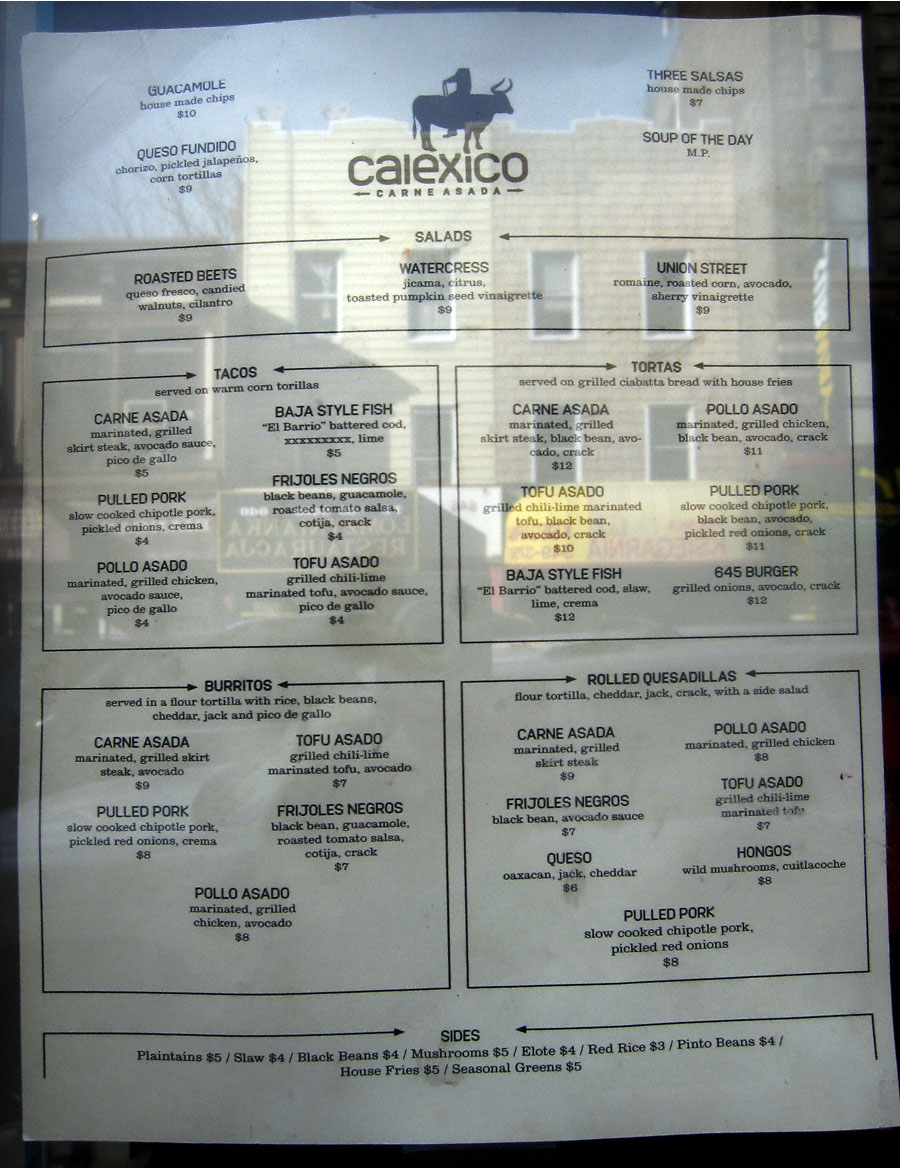 GUACAMOLE
house made chips
$10
QUESO FUNDIDO
chorizo, pickled jalapeños,
corn tortillas
$9
calexico
CARNE ASADA
THREE SALSAS
house made chips
$7
SOUP OF THE DAY
M.P.
SALADS
ROASTED BEETS
queso fresco, candied
walnuts, cilantro
$9
WATERCRESS
jicama, citrus,
toasted pumpkin seed vinaigrette
$9
UNION STREET
romaine, roasted corn, avocado,
sherry vinaigrette
$9
TACOS
served on warm corn torillas
CARNE ASADA
marinated, grilled
skirt steak, avocado sauce,
pico de gallo
$5
PULLED PORK
slow cooked chipotle pork,
pickled onions, crema
$4
POLLO ASADO
marinated, grilled chicken,
avocado sauce,
pico de gallo
$4
BAJA STYLE FISH
"El Barrio" battered cod,
xxxxxxxxx, lime
$5
FRIJOLES NEGROS
black beans, guacamole,
roasted tomato salsa,
cotija, crack
$4
TOFU ASADO
grilled chili-lime
marinated tofu, avocado sauce,
pico de gallo
$4
TORTAS
served on grilled ciabatta bread with house fries
CARNE ASADA
marinated, grilled
skirt steak, black bean, avo-
cado, crack
$12
TOFU ASADO
grilled chili-lime marinated
tofu, black bean,
avocado, crack
$10
BAJA STYLE FISH
"El Barrio" battered cod, slaw,
lime, crema
$12
POLLO ASADO
marinated, grilled chicken,
black bean, avocado, crack
$11
PULLED PORK
slow cooked chipotle pork,
black bean, avocado,
pickled red onions, crack
$11
645 BURGER
grilled onions, avocado, crack
$12
BURRITOS
served in a flour tortilla with rice, black beans,
cheddar, jack and pico de gallo
CARNE ASADA
marinated, grilled skirt
steak, avocado
$9
PULLED PORK
slow cooked chipotle pork,
pickled red onions, crema
$8
TOFU ASADO
grilled chili-lime
marinated tofu, avocado
$7
FRIJOLES NEGROS
black bean, guacamole,
roasted tomato salsa,
cotija, crack
$7
POLLO ASADO
marinated, grilled
chicken, avocado
$8
ROLLED QUESADILLAS
flour tortilla, cheddar, jack, crack, with a side salad
CARNE ASADA
marinated, grilled
skirt steak
$9
FRIJOLES NEGROS
black bean, avocado sauce
$7
QUESO
oaxacan, jack, cheddar
$6
POLLO ASADO
marinated, grilled chicken
$8
TOFU ASADO
grilled chili-lime
marinated tofu
$7
HONGOS
wild mushrooms, cuitlacoche
$8
PULLED PORK
slow cooked chipotle pork,
pickled red onions
$8
SIDES
Plaintains $5 / Slaw $4 / Black Beans $4 / Mushrooms $5 / Elote $4 / Red Rice $3 / Pinto Beans $4 /
House Fries $5 / Seasonal Greens $5